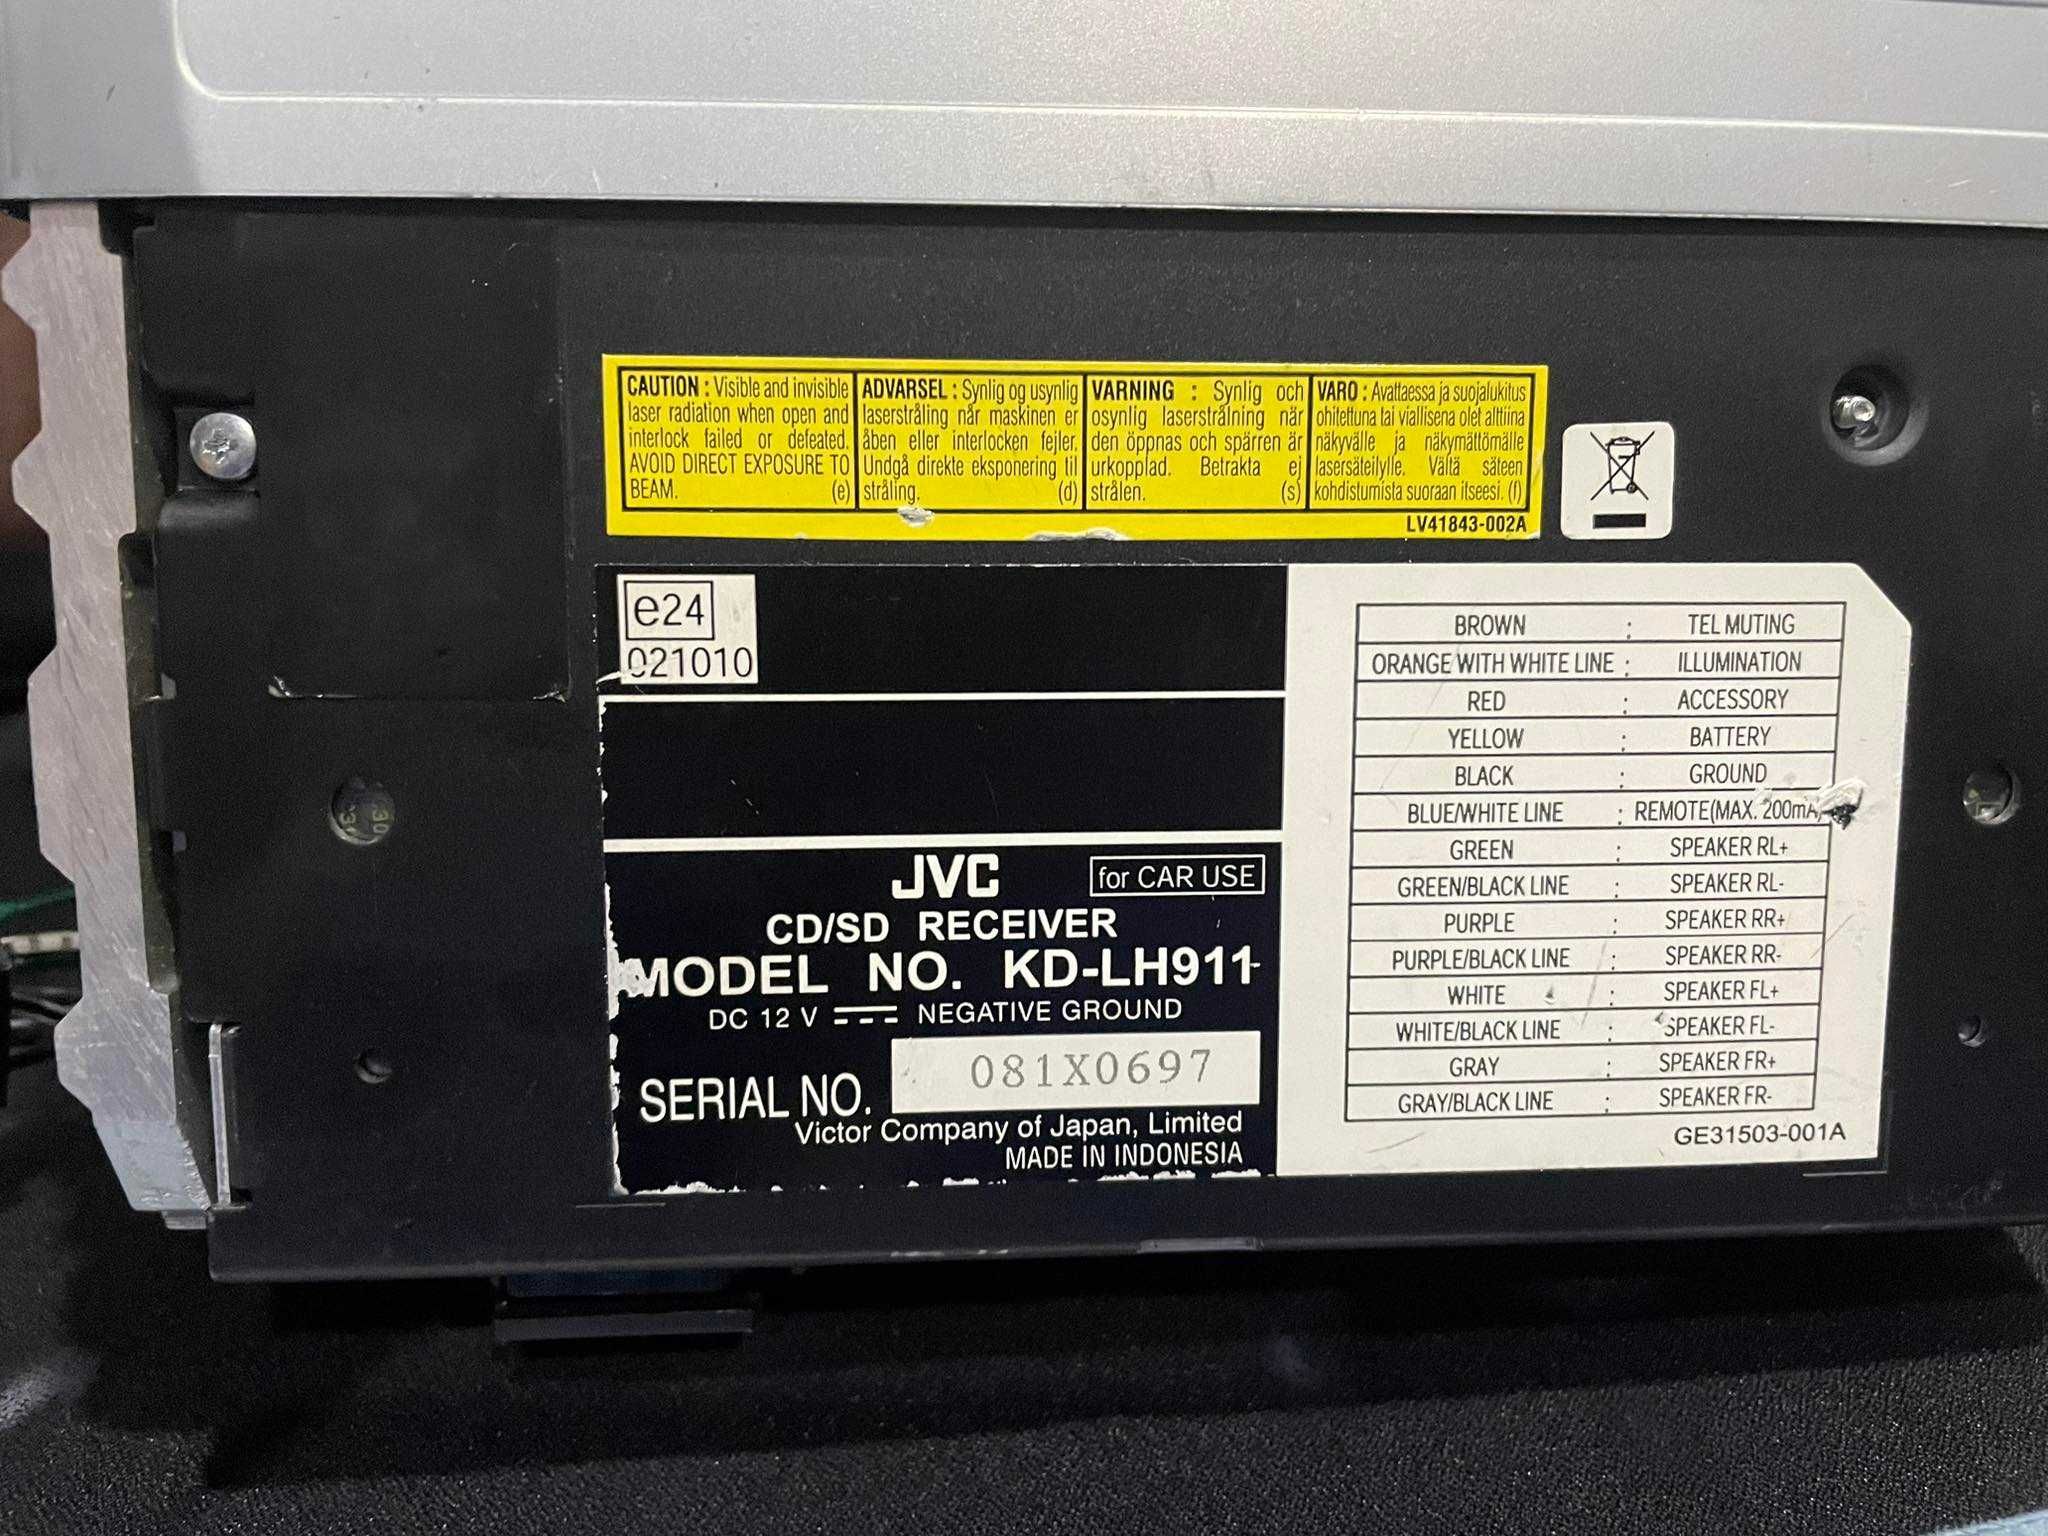 CAUTION : Visible and invisible
laser radiation when open and
interlock failed or defeated.
AVOID DIRECT EXPOSURE TO
BEAM. (e)
ADVARSEL : Synlig og usynlig
laserstråling når maskinen er
åben eller interlocken fejler.
Undgå direkte eksponering til
stråling. (d)
VARNING : Synlig och
osynlig laserstrålning när
den öppnas och spärren är
urkopplad. Betrakta ej
strålen. (s)
VARO : Avattaessa ja suojalukitus
ohitettuna tai viallisena olet alttiina
näkyvälle ja näkymättömälle
lasersäteilylle. Vältä säteen
kohdistumista suoraan itseesi. (f)
LV41843-002A
e24
021010
JVC
for CAR USE
CD/SD RECEIVER
MODEL NO. KD-LH911
DC 12 V NEGATIVE GROUND
SERIAL NO. 081X0697
Victor Company of Japan, Limited
MADE IN INDONESIA
BROWN : TEL MUTING
ORANGE WITH WHITE LINE : ILLUMINATION
RED : ACCESSORY
YELLOW : BATTERY
BLACK : GROUND
BLUE/WHITE LINE : REMOTE(MAX. 200mA)
GREEN : SPEAKER RL+
GREEN/BLACK LINE : SPEAKER RL-
PURPLE : SPEAKER RR+
PURPLE/BLACK LINE : SPEAKER RR-
WHITE : SPEAKER FL+
WHITE/BLACK LINE : SPEAKER FL-
GRAY : SPEAKER FR+
GRAY/BLACK LINE : SPEAKER FR-
GE31503-001A